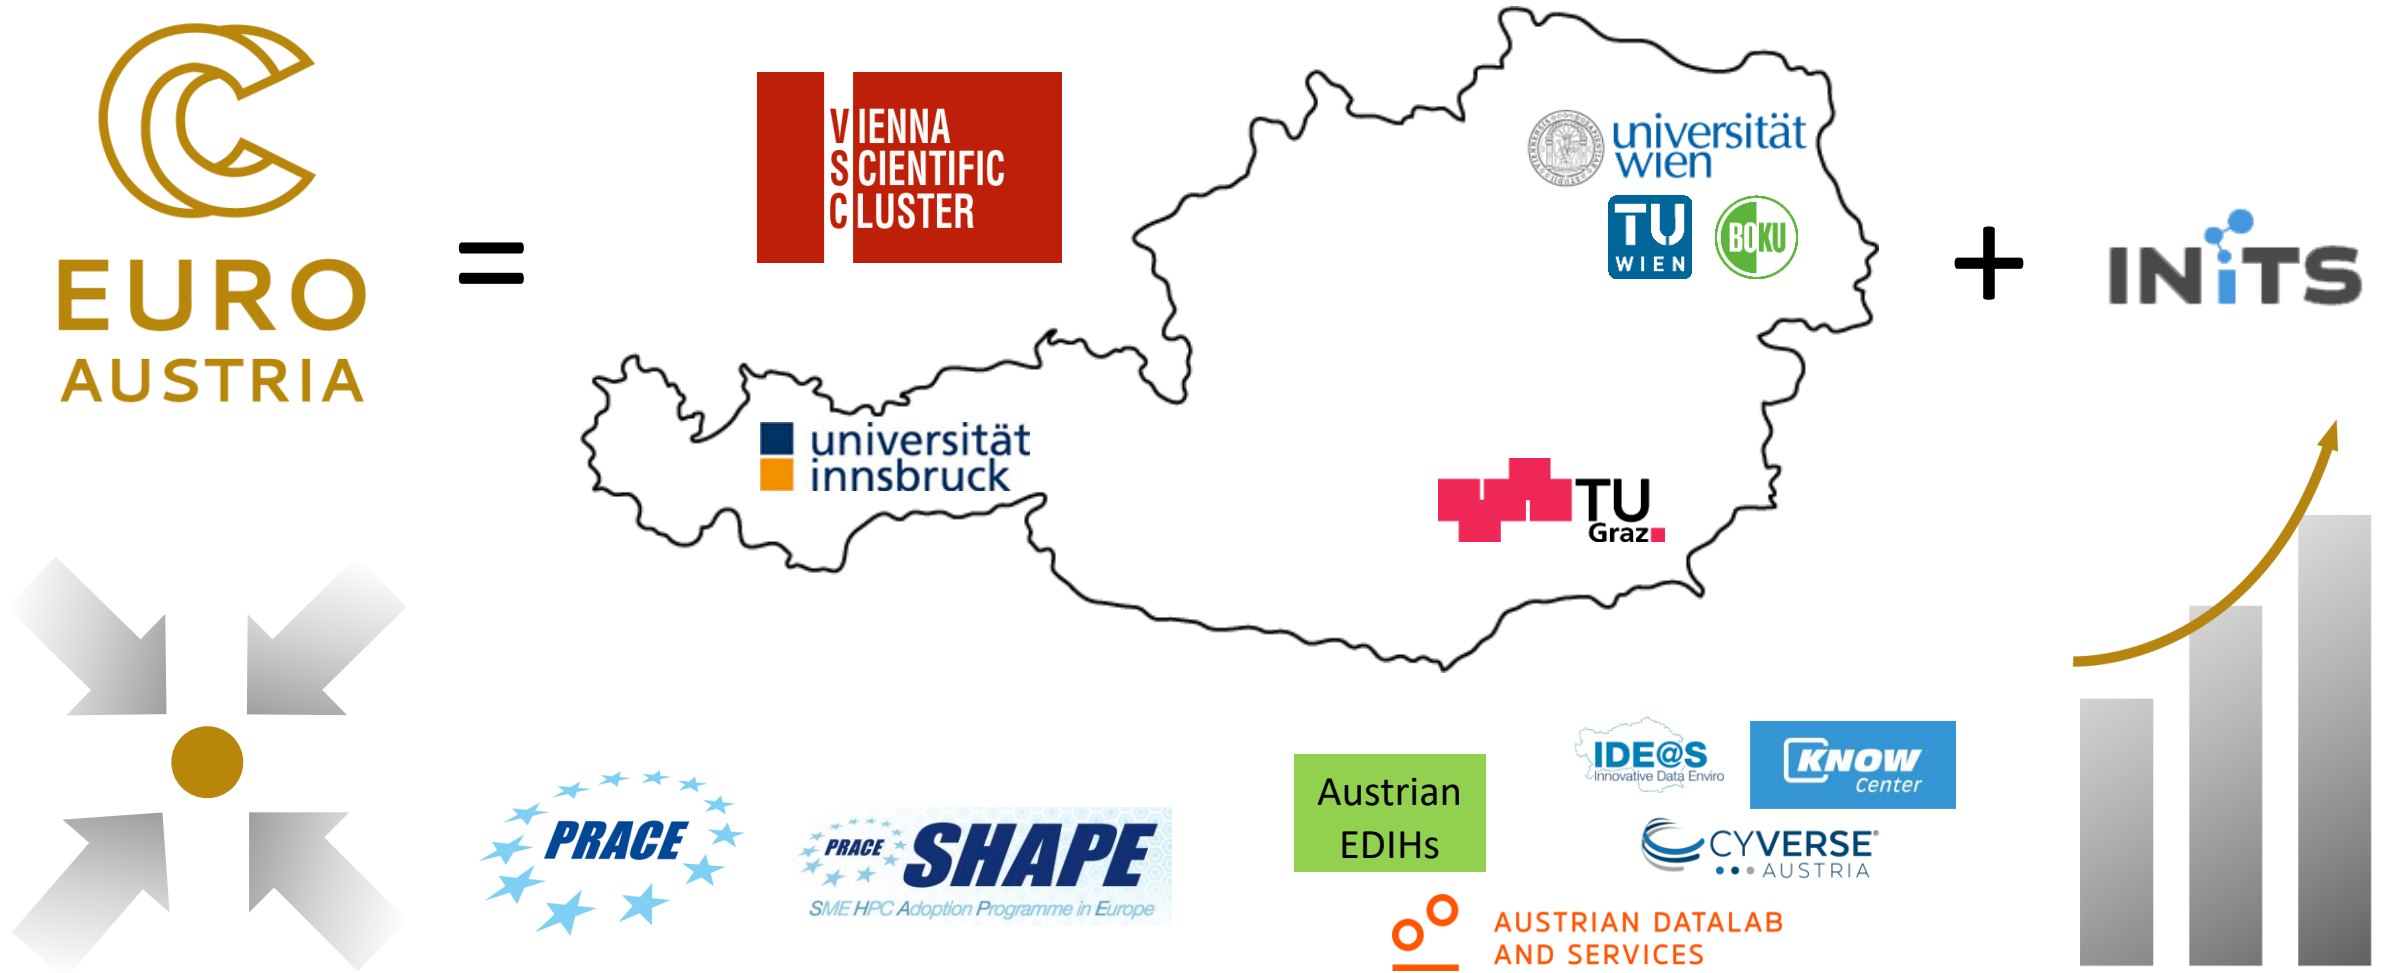 EURO
AUSTRIA
=
VIENNA
SCIENTIFIC
CLUSTER
universität
wien
TU
WIEN
BOKU
+
INiTS
universität
innsbruck
TU
Graz
PRACE
PRACE SHAPE
SME HPC Adoption Programme in Europe
Austrian
EDIHs
IDE@S
Innovative Data Enviro
KNOW
Center
CYVERSE®
AUSTRIA
AUSTRIAN DATALAB
AND SERVICES